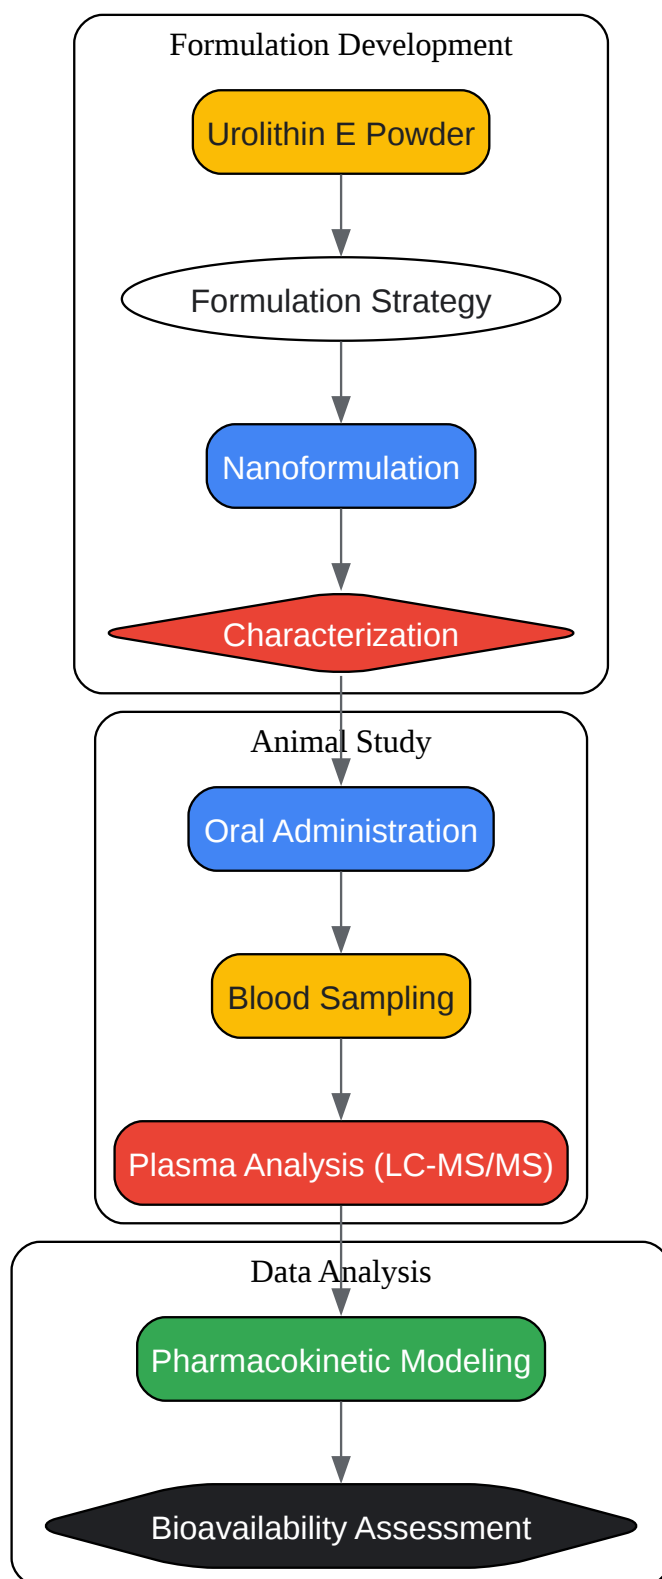 Formulation Development
Urolithin E Powder
Formulation Strategy
Nanoformulation
Characterization
Animal Study
Oral Administration
Blood Sampling
Plasma Analysis (LC-MS/MS)
Data Analysis
Pharmacokinetic Modeling
Bioavailability Assessment